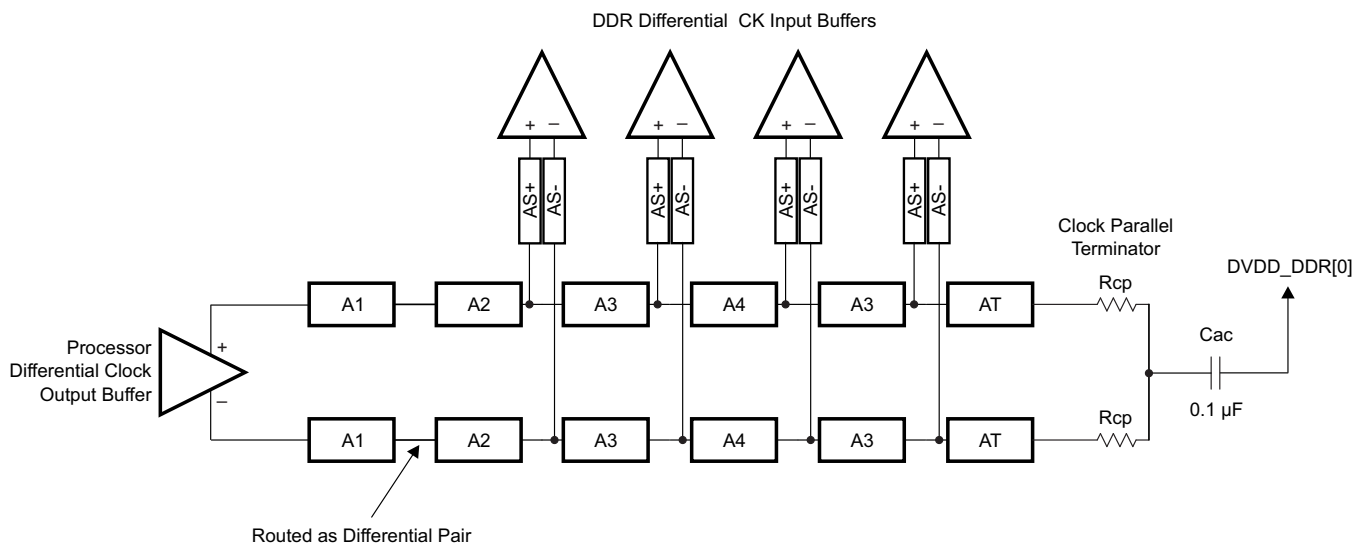 DDR Differential CK Input Buffers
+ – + – + – + –
AS+ AS- AS+ AS- AS+ AS- AS+ AS-
Clock Parallel
Terminator
DVDD_DDR[0]
A1 A2 A3 A4 A3 AT Rcp
Processor
Differential Clock
Output Buffer
+
–
Cac
0.1 µF
A1 A2 A3 A4 A3 AT Rcp
Routed as Differential Pair